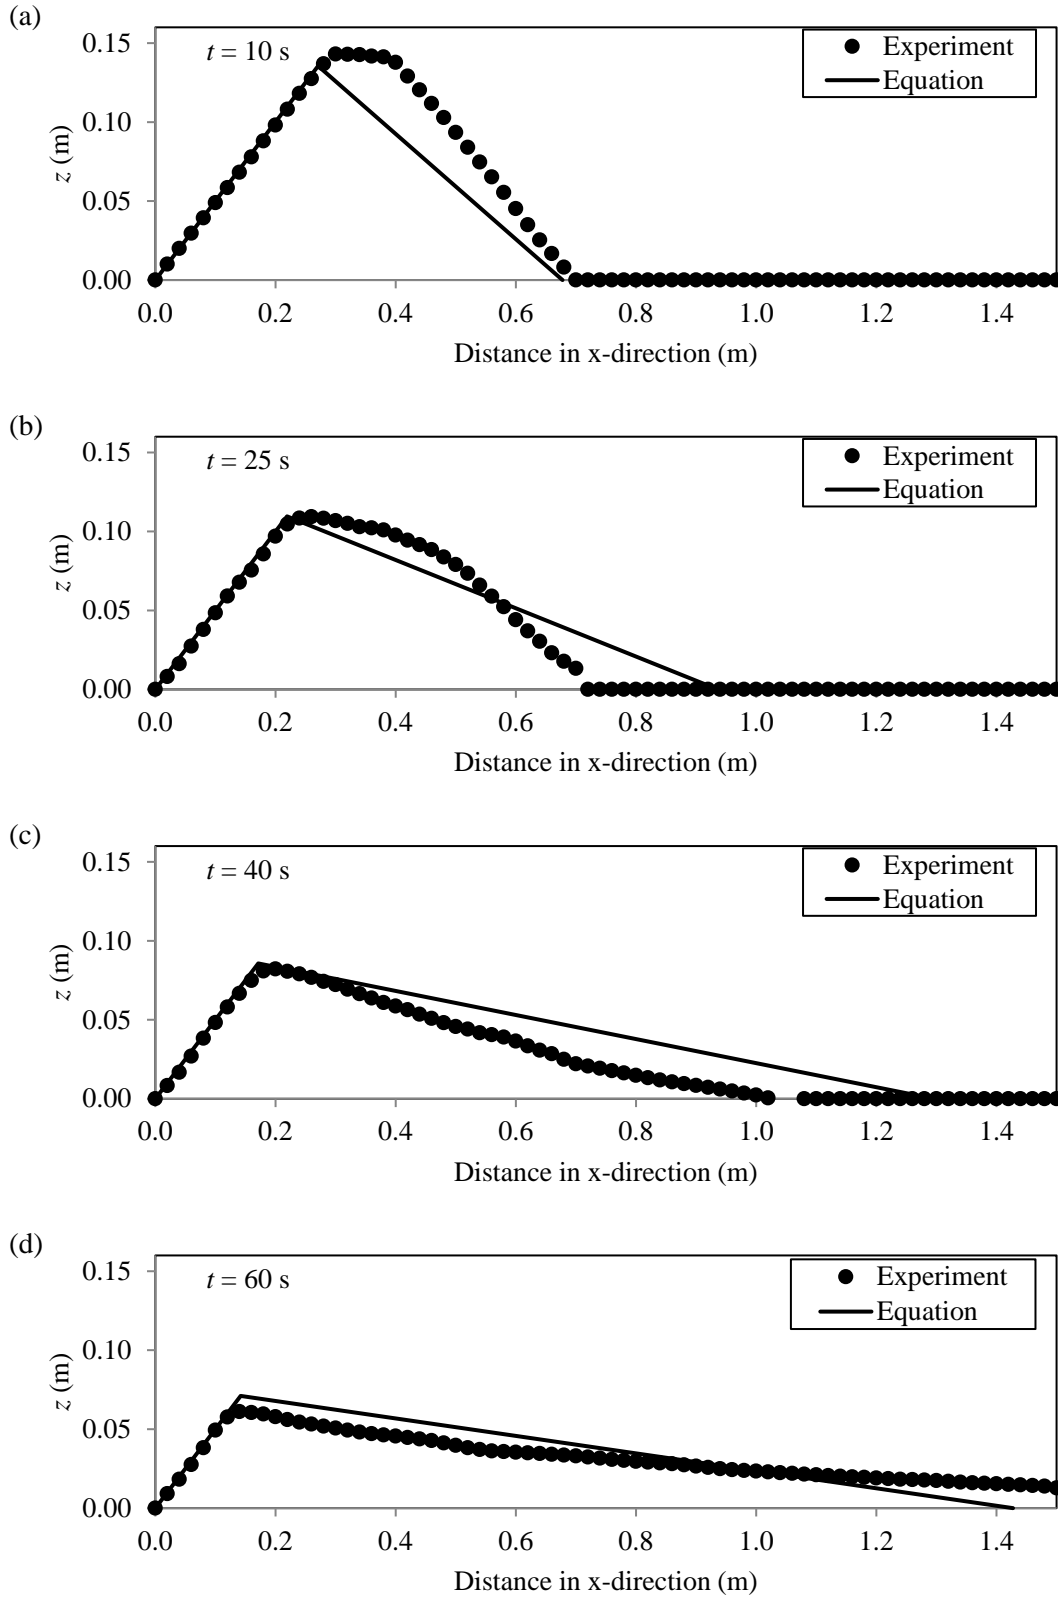 (a)
t = 10 s
Experiment
Equation
z (m)
0.15
0.10
0.05
0.00
0.0 0.2 0.4 0.6 0.8 1.0 1.2 1.4
Distance in x-direction (m)
(b)
t = 25 s
Experiment
Equation
z (m)
0.15
0.10
0.05
0.00
0.0 0.2 0.4 0.6 0.8 1.0 1.2 1.4
Distance in x-direction (m)
(c)
t = 40 s
Experiment
Equation
z (m)
0.15
0.10
0.05
0.00
0.0 0.2 0.4 0.6 0.8 1.0 1.2 1.4
Distance in x-direction (m)
(d)
t = 60 s
Experiment
Equation
z (m)
0.15
0.10
0.05
0.00
0.0 0.2 0.4 0.6 0.8 1.0 1.2 1.4
Distance in x-direction (m)